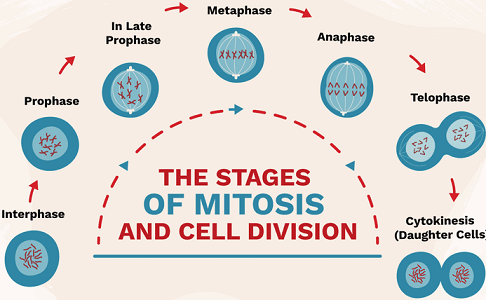 Interphase
Prophase
In Late
Prophase
Metaphase
Anaphase
Telophase
Cytokinesis
(Daughter Cells)
THE STAGES
OF MITOSIS
AND CELL DIVISION